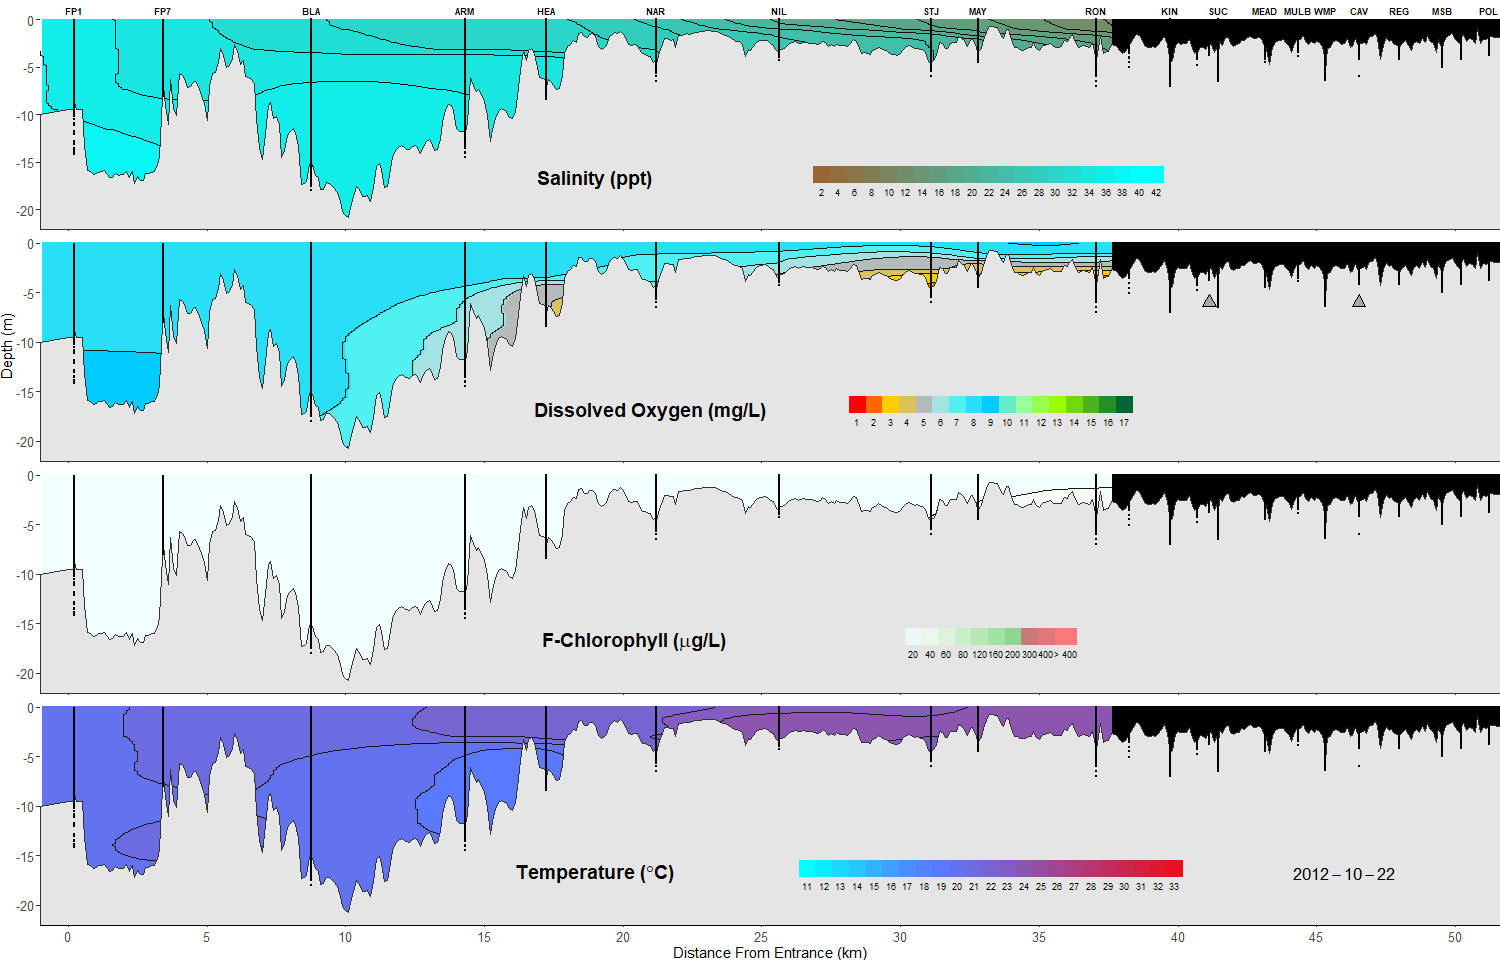 FP1 FP7 BLA ARM HEA NAR NIL STJ MAY RON KIN SUC MEAD MULB WMP CAV REG MSB POL
0
-5
-10
-15
-20
Salinity (ppt)
2 4 6 8 10 12 14 16 18 20 22 24 26 28 30 32 34 36 38 40 42
0
-5
-10
-15
-20
Dissolved Oxygen (mg/L)
1 2 3 4 5 6 7 8 9 10 11 12 13 14 15 16 17
Depth (m)
0
-5
-10
-15
-20
F-Chlorophyll (μg/L)
20 40 60 80 120 160 200 300 400 > 400
0
-5
-10
-15
-20
Temperature (°C)
11 12 13 14 15 16 17 18 19 20 21 22 23 24 25 26 27 28 29 30 31 32 33
2012 – 10 – 22
0 5 10 15 20 25 30 35 40 45 50
Distance From Entrance (km)